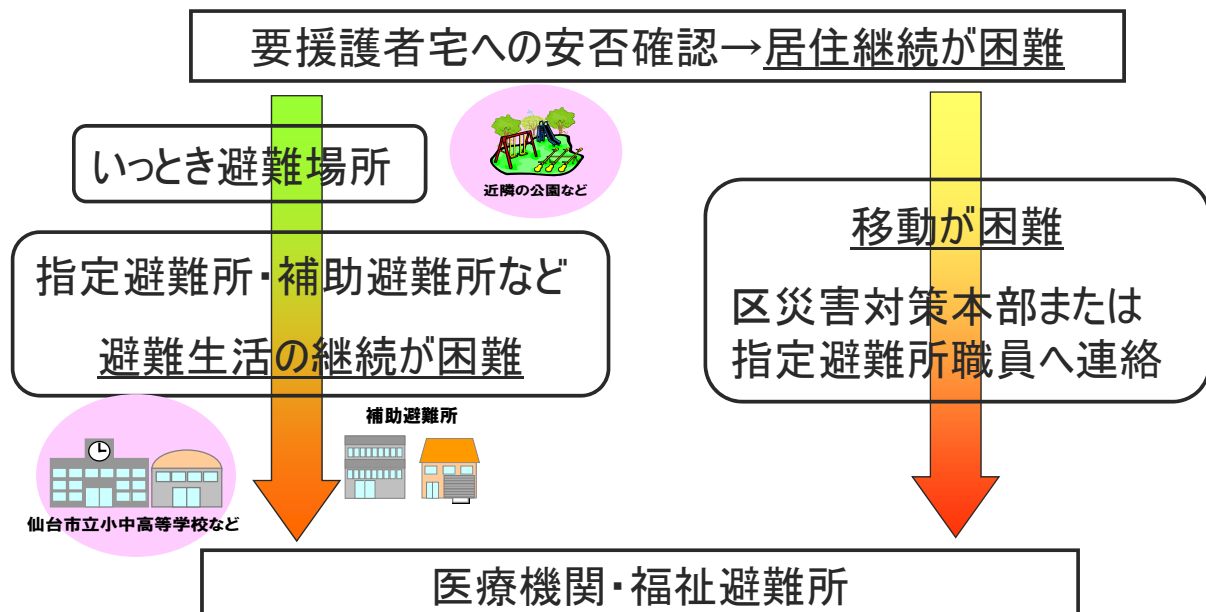 要援護者宅への安否確認→居住継続が困難
いっとき避難場所
近隣の公園など
指定避難所・補助避難所など
避難生活の継続が困難
補助避難所
仙台市立小中高等学校など
移動が困難
区災害対策本部または
指定避難所職員へ連絡
医療機関・福祉避難所